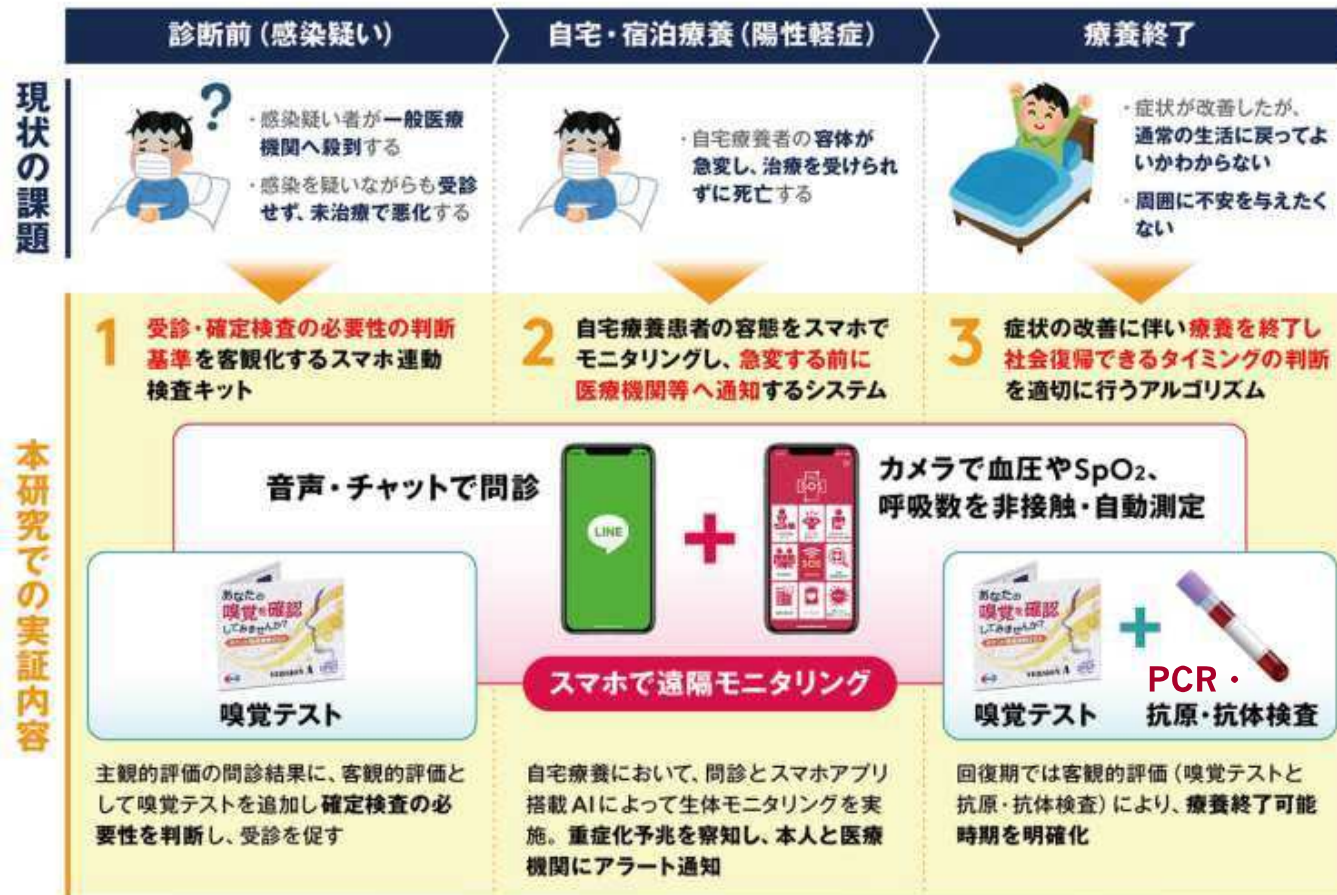 診断前(感染疑い)
自宅・宿泊療養(陽性軽症)
療養終了
現状の課題
?
・感染疑い者が一般医療
機関へ殺到する
・感染を疑いながらも受診
せず、未治療で悪化する
・自宅療養者の容体が
急変し、治療を受けられ
ずに死亡する
・症状が改善したが、
通常の生活に戻ってよ
いかわからない
・周囲に不安を与えたく
ない
本研究での実証内容
1
受診・確定検査の必要性の判断
基準を客観化するスマホ連動
検査キット
2
自宅療養患者の容態をスマホで
モニタリングし、急変する前に
医療機関等へ通知するシステム
3
症状の改善に伴い療養を終了し
社会復帰できるタイミングの判断
を適切に行うアルゴリズム
音声・チャットで問診
LINE
+
SOS
SOS
カメラで血圧やSpO₂、
呼吸数を非接触・自動測定
スマホで遠隔モニタリング
あなたの
嗅覚を確認
してみませんか?
VERSION A
嗅覚テスト
あなたの
嗅覚を確認
してみませんか?
VERSION A
+
嗅覚テスト
PCR・
抗原・抗体検査
主観的評価の問診結果に、客観的評価と
して嗅覚テストを追加し確定検査の必
要性を判断し、受診を促す
自宅療養において、問診とスマホアプリ
搭載AIによって生体モニタリングを実
施。重症化予兆を察知し、本人と医療
機関にアラート通知
回復期では客観的評価(嗅覚テストと
抗原・抗体検査)により、療養終了可能
時期を明確化